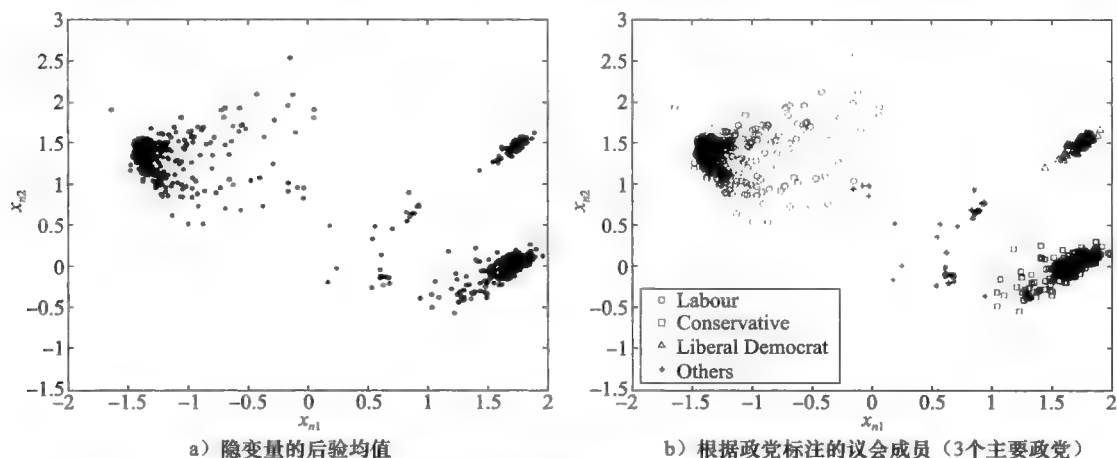 3
2.5
2
1.5
1
0.5
0
−0.5
−1
−1.5
x_{n2}
−2 −1.5 −1 −0.5 0 0.5 1 1.5 2
x_{n1}
a）隐变量的后验均值
3
2.5
2
1.5
1
0.5
0
−0.5
−1
−1.5
x_{n2}
Labour
Conservative
Liberal Democrat
Others
−2 −1.5 −1 −0.5 0 0.5 1 1.5 2
x_{n1}
b）根据政党标注的议会成员（3个主要政党）